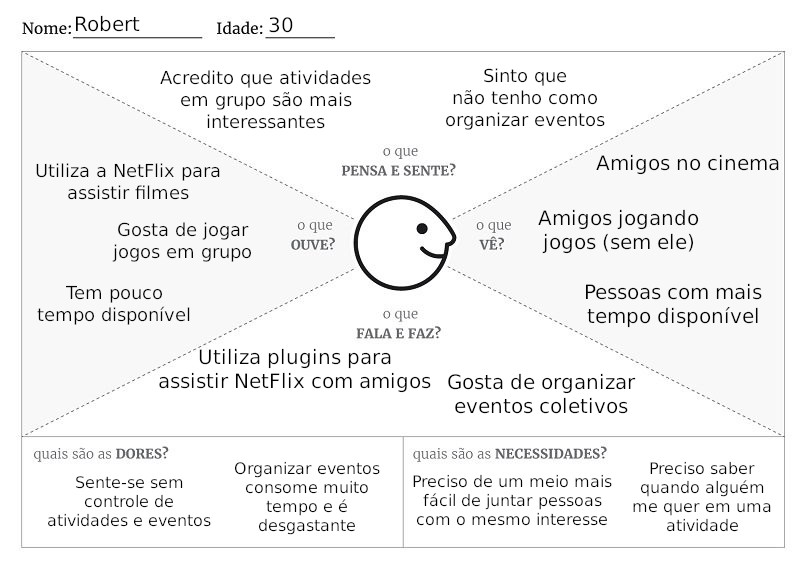 Nome: Robert Idade: 30
Acredito que atividades
em grupo são mais
interessantes
Sinto que
não tenho como
organizar eventos
o que
PENSA E SENTE?
Utiliza a NetFlix para
assistir filmes
Gosta de jogar
jogos em grupo
Tem pouco
tempo disponível
o que
OUVE?
o que
VÊ?
Amigos no cinema
Amigos jogando
jogos (sem ele)
Pessoas com mais
tempo disponível
o que
FALA E FAZ?
Utiliza plugins para
assistir NetFlix com amigos
Gosta de organizar
eventos coletivos
quais são as DORES?
Sente-se sem
controle de
atividades e eventos
Organizar eventos
consome muito
tempo e é
desgastante
quais são as NECESSIDADES?
Preciso de um meio mais
fácil de juntar pessoas
com o mesmo interesse
Preciso saber
quando alguém
me quer em uma
atividade